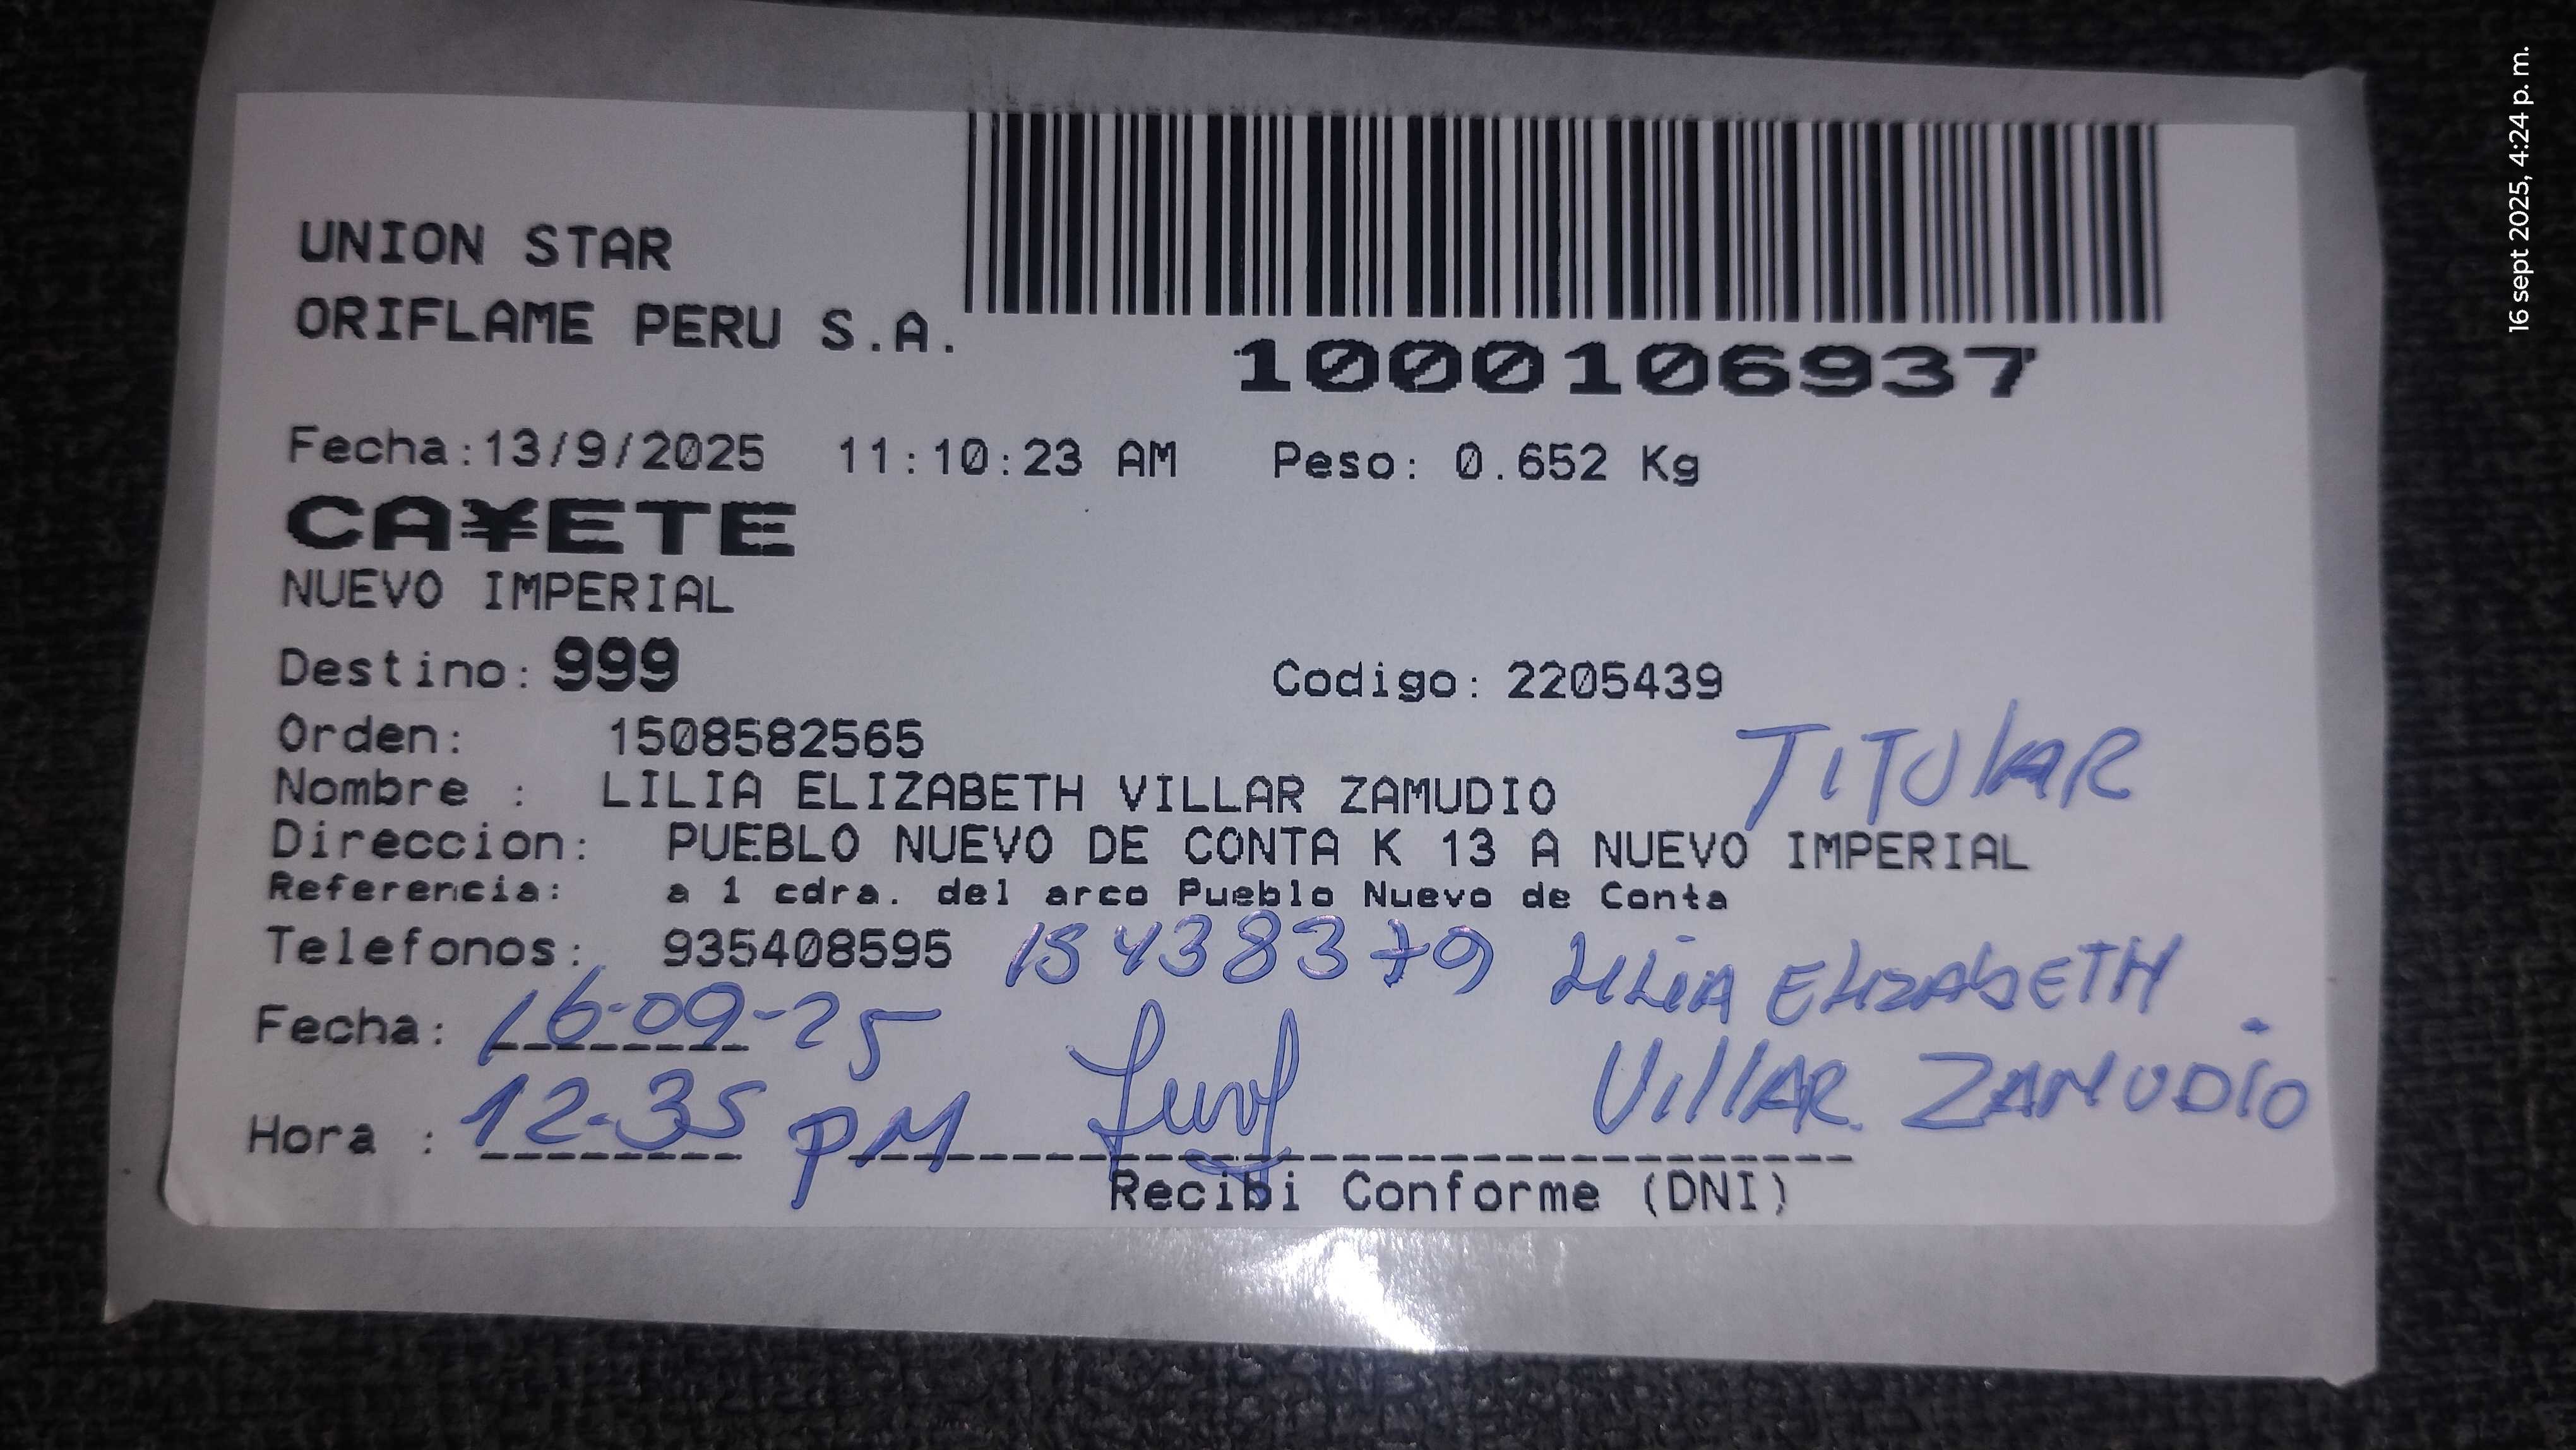 UNION STAR
ORIFLAME PERU S.A.
1000106937
Fecha:13/9/2025 11:10:23 AM Peso: 0.652 Kg
CA¥ETE
NUEVO IMPERIAL
Destino: 999 Codigo: 2205439
Orden: 1508582565
TITULAR
Nombre : LILIA ELIZABETH VILLAR ZAMUDIO
Direccion: PUEBLO NUEVO DE CONTA K 13 A NUEVO IMPERIAL
Referencia: a 1 cdra. del arco Pueblo Nuevo de Conta
Telefonos: 935408595 15438379 LILIA ELIZABETH
Fecha: 16-09-25 VILLAR ZAMUDIO
Hora : 12-35 PM
Recibi Conforme (DNI)
16 sept 2025, 4:24 p. m.